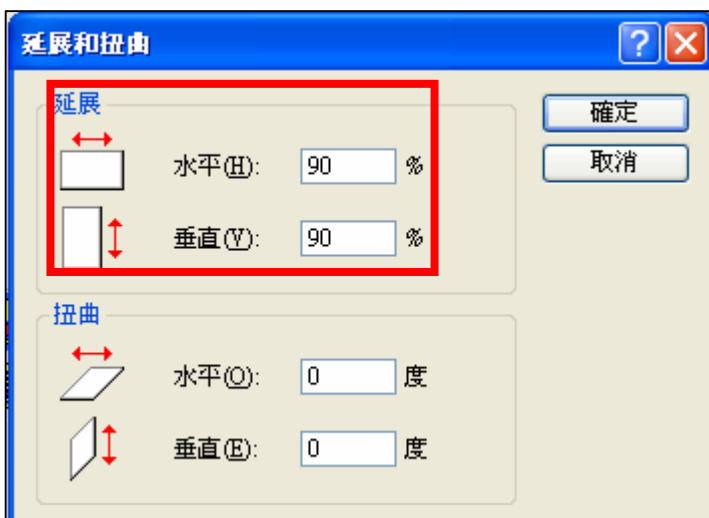 延展和扭曲
延展
確定
水平(H): 90 %
取消
垂直(V): 90 %
扭曲
水平(O): 0 度
垂直(E): 0 度